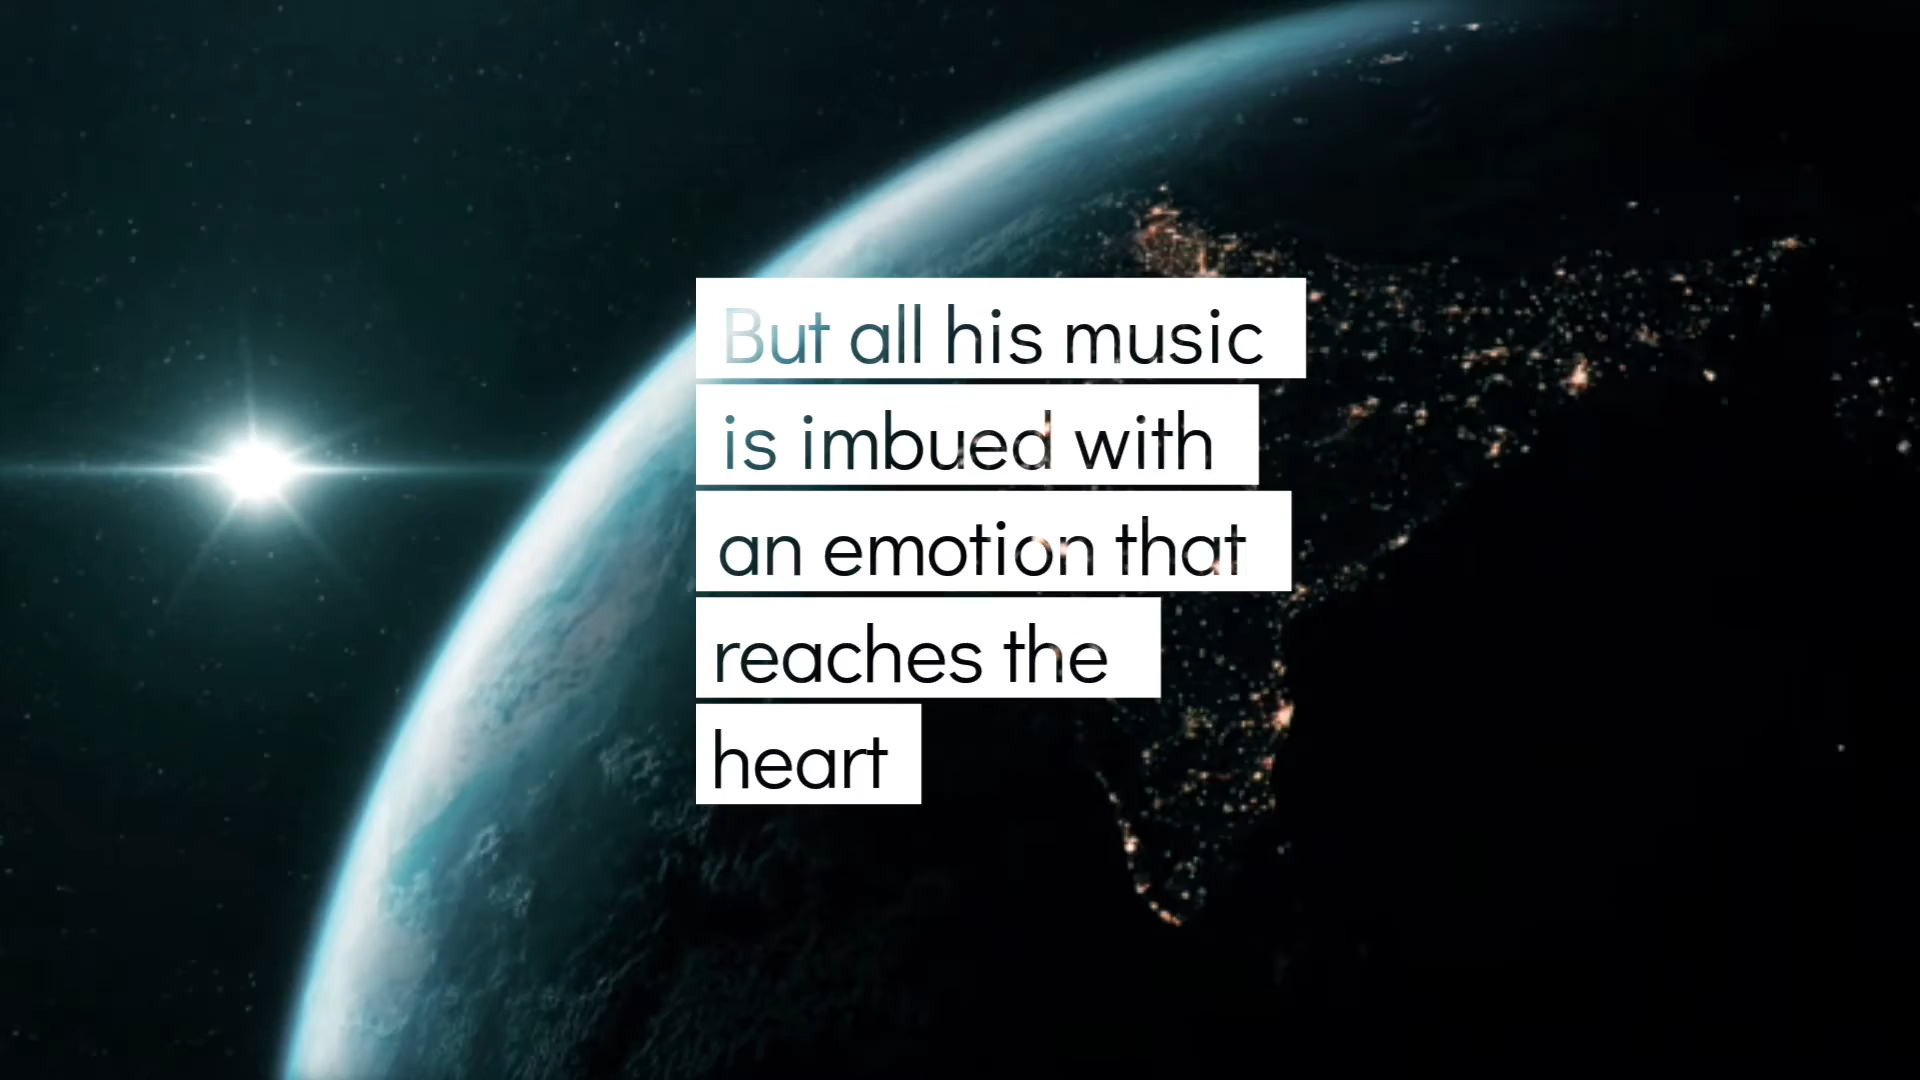 But all his music
is imbued with
an emotion that
reaches the
heart